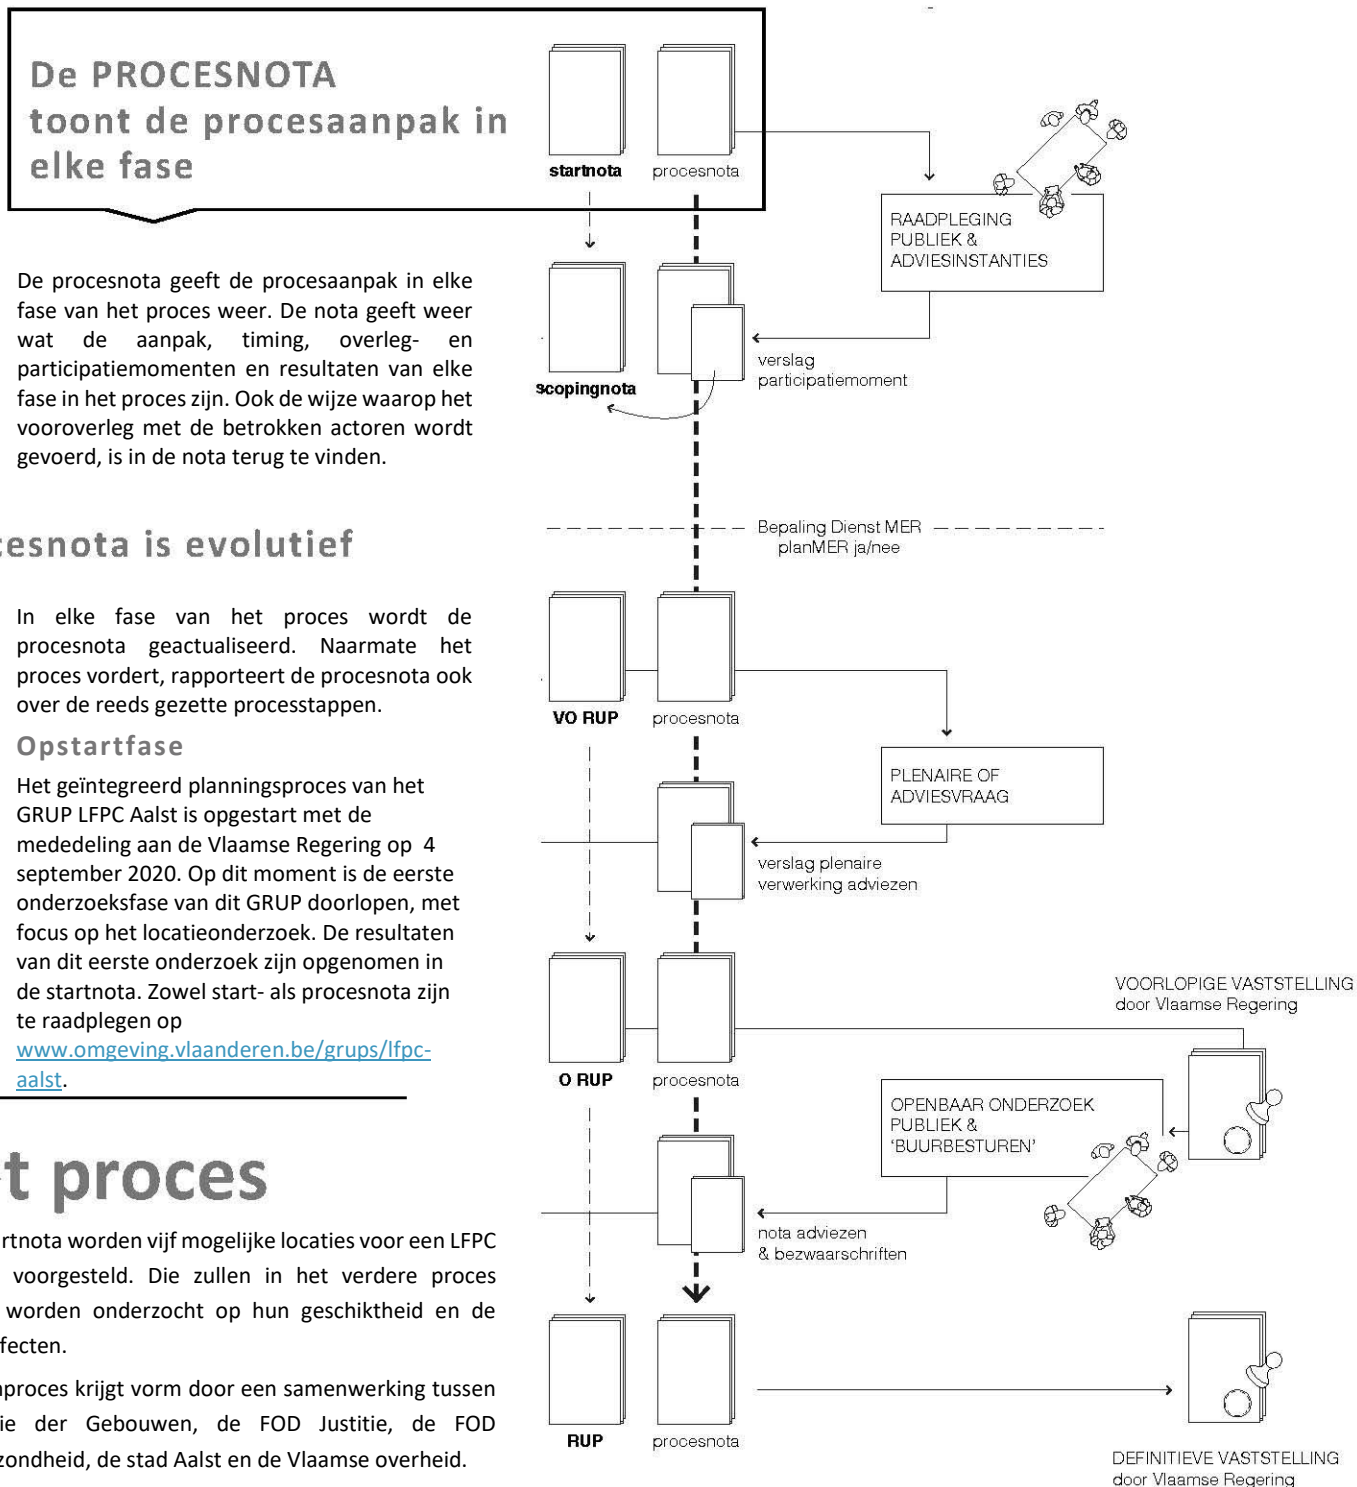 De PROCESNOTA
toont de procesaanpak in
elke fase
De procesnota geeft de procesaanpak in elke
fase van het proces weer. De nota geeft weer
wat de aanpak, timing, overleg- en
participatiemomenten en resultaten van elke
fase in het proces zijn. Ook de wijze waarop het
vooroverleg met de betrokken actoren wordt
gevoerd, is in de nota terug te vinden.
cesnota is evolutief
In elke fase van het proces wordt de
procesnota geactualiseerd. Naarmate het
proces vordert, rapporteert de procesnota ook
over de reeds gezette processtappen.
Opstartfase
Het geïntegreerd planningsproces van het
GRUP LFPC Aalst is opgestart met de
mededeling aan de Vlaamse Regering op 4
september 2020. Op dit moment is de eerste
onderzoeksfase van dit GRUP doorlopen, met
focus op het locatieonderzoek. De resultaten
van dit eerste onderzoek zijn opgenomen in
de startnota. Zowel start- als procesnota zijn
te raadplegen op
www.omgeving.vlaanderen.be/grups/lfpc-
aalst.
t proces
rtnota worden vijf mogelijke locaties voor een LFPC
voorgesteld. Die zullen in het verdere proces
worden onderzocht op hun geschiktheid en de
fecten.
nproces krijgt vorm door een samenwerking tussen
ie der Gebouwen, de FOD Justitie, de FOD
zondheid, de stad Aalst en de Vlaamse overheid.
startnota procesnota
RAADPLEGING
PUBLIEK &
ADVIESINSTANTIES
verslag
participatiemoment
scopingnota
Bepaling Dienst MER
planMER ja/nee
VO RUP procesnota
PLENAIRE OF
ADVIESVRAAG
verslag plenaire
verwerking adviezen
VOORLOPIGE VASTSTELLING
door Vlaamse Regering
O RUP procesnota
OPENBAAR ONDERZOEK
PUBLIEK &
'BUURBESTUREN'
nota adviezen
& bezwaarschriften
RUP procesnota
DEFINITIEVE VASTSTELLING
door Vlaamse Regering